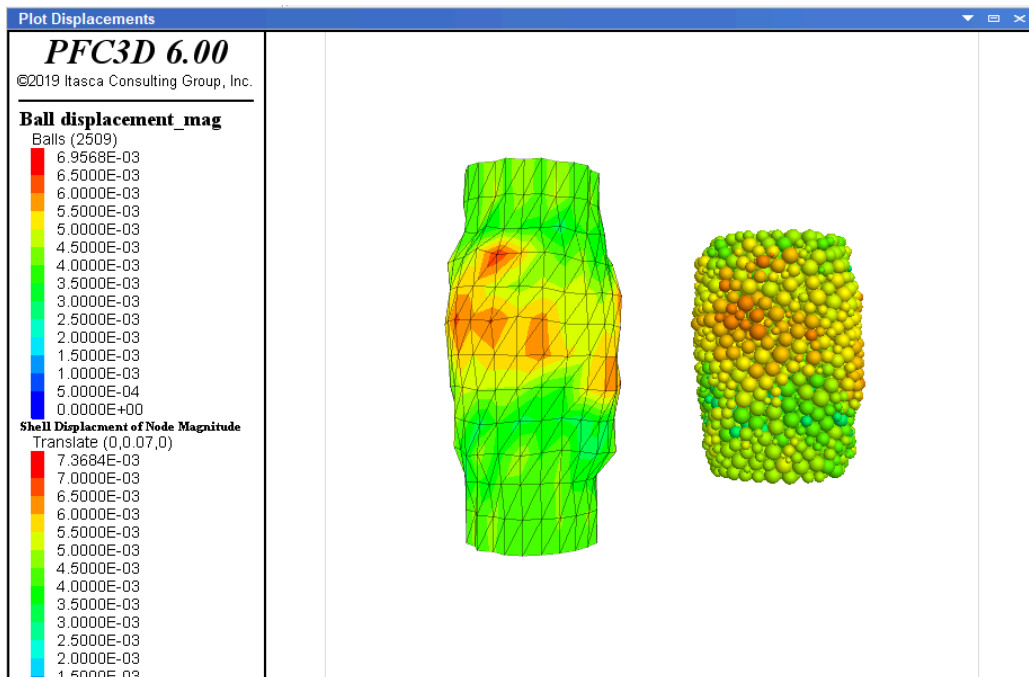 Plot Displacements
PFC3D 6.00
©2019 Itasca Consulting Group, Inc.
Ball displacement_mag
Balls (2509)
6.9568E-03
6.5000E-03
6.0000E-03
5.5000E-03
5.0000E-03
4.5000E-03
4.0000E-03
3.5000E-03
3.0000E-03
2.5000E-03
2.0000E-03
1.5000E-03
1.0000E-03
5.0000E-04
0.0000E+00
Shell Displacment of Node Magnitude
Translate (0,0.07,0)
7.3684E-03
7.0000E-03
6.5000E-03
6.0000E-03
5.5000E-03
5.0000E-03
4.5000E-03
4.0000E-03
3.5000E-03
3.0000E-03
2.5000E-03
2.0000E-03
1.5000E-03